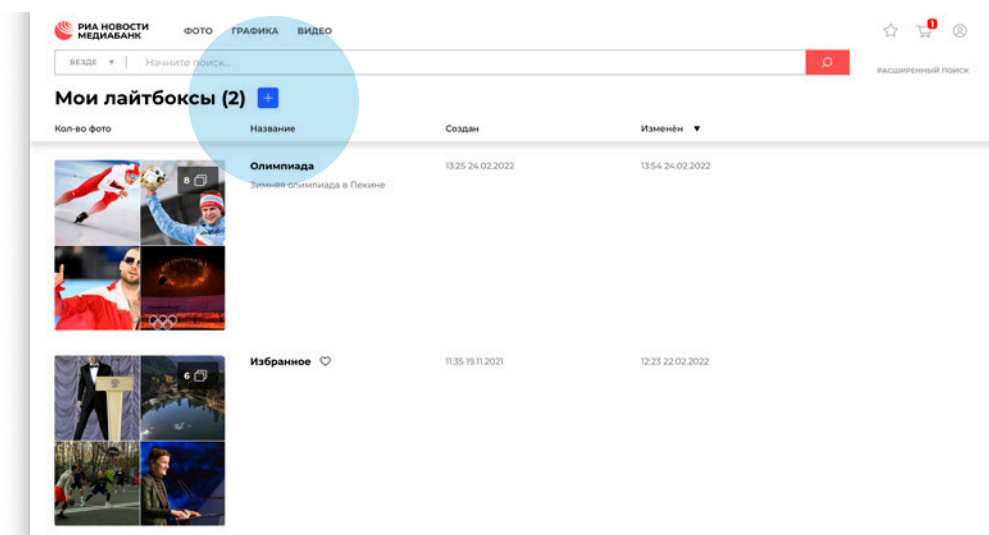 РИА НОВОСТИ
МЕДИАБАНК
ФОТО ГРАФИКА ВИДЕО
1
ВЕЗДЕ Начните поиск...
РАСШИРЕННЫЙ ПОИСК
Мои лайтбоксы (2) +
Кол-во фото Название Создан Изменён
8
Олимпиада 13:25 24.02.2022 13:54 24.02.2022
Зимняя олимпиада в Пекине
6
Избранное 11:35 19.11.2021 12:23 22.02.2022